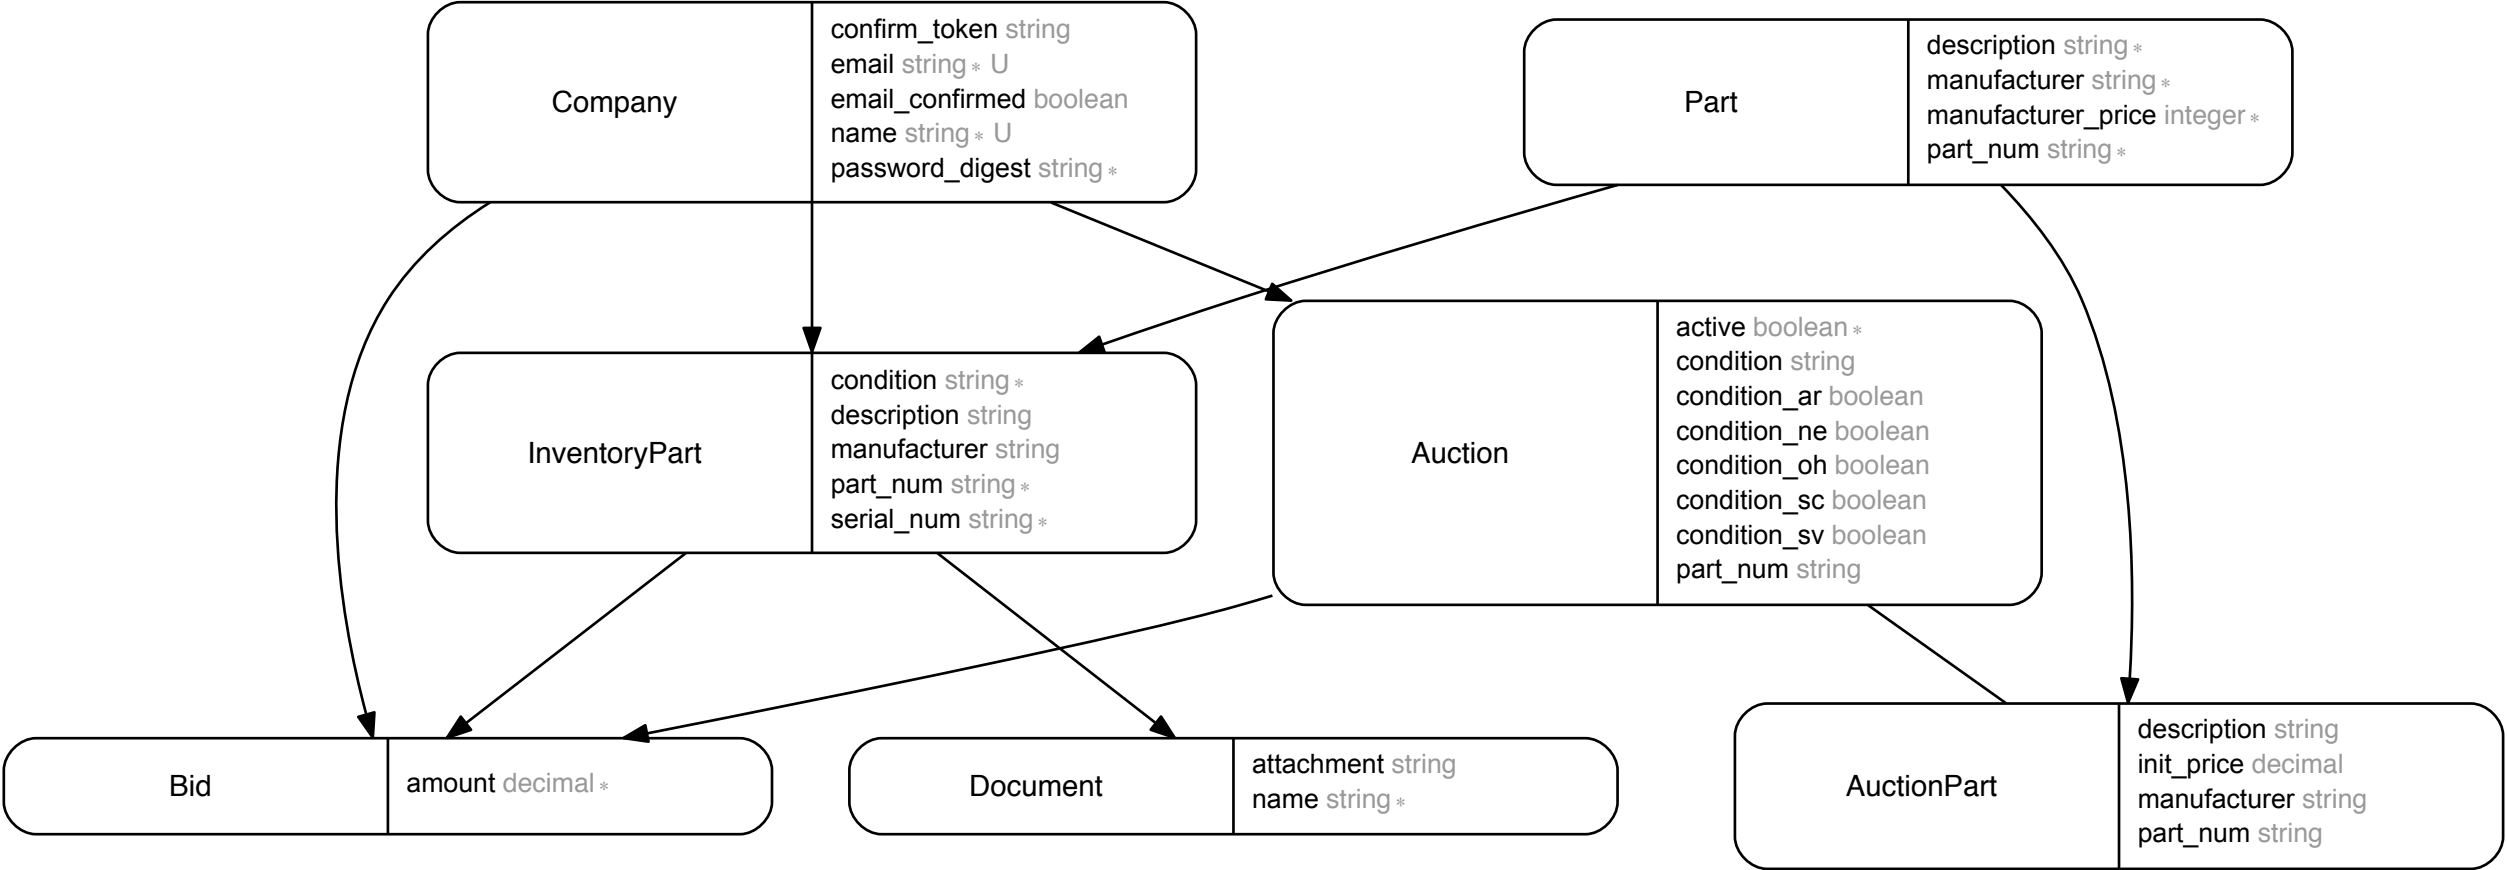 Company
confirm_token string
email string∗ U
email_confirmed boolean
name string∗ U
password_digest string∗
Part
description string∗
manufacturer string∗
manufacturer_price integer∗
part_num string∗
InventoryPart
condition string∗
description string
manufacturer string
part_num string∗
serial_num string∗
Auction
active boolean∗
condition string
condition_ar boolean
condition_ne boolean
condition_oh boolean
condition_sc boolean
condition_sv boolean
part_num string
Bid
amount decimal∗
Document
attachment string
name string∗
AuctionPart
description string
init_price decimal
manufacturer string
part_num string